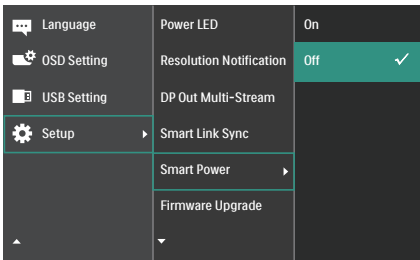 Language
OSD Setting
USB Setting
Setup
Power LED
Resolution Notification
DP Out Multi-Stream
Smart Link Sync
Smart Power
Firmware Upgrade
On
Off